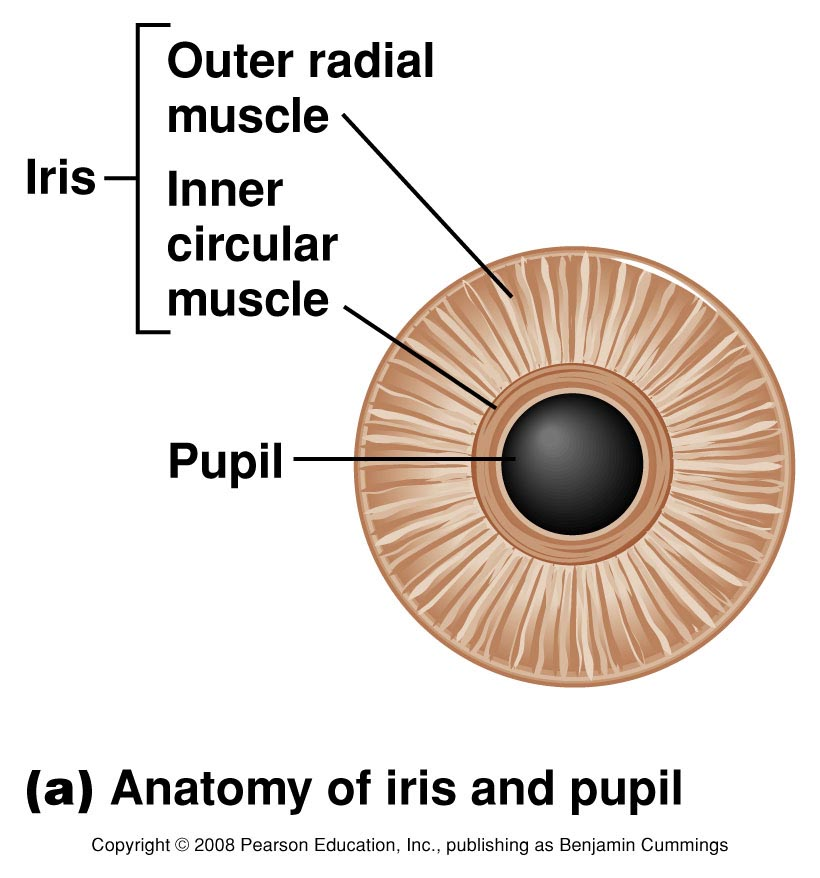 Outer radial
muscle
Iris
Inner
circular
muscle
Pupil
(a) Anatomy of iris and pupil
Copyright © 2008 Pearson Education, Inc., publishing as Benjamin Cummings